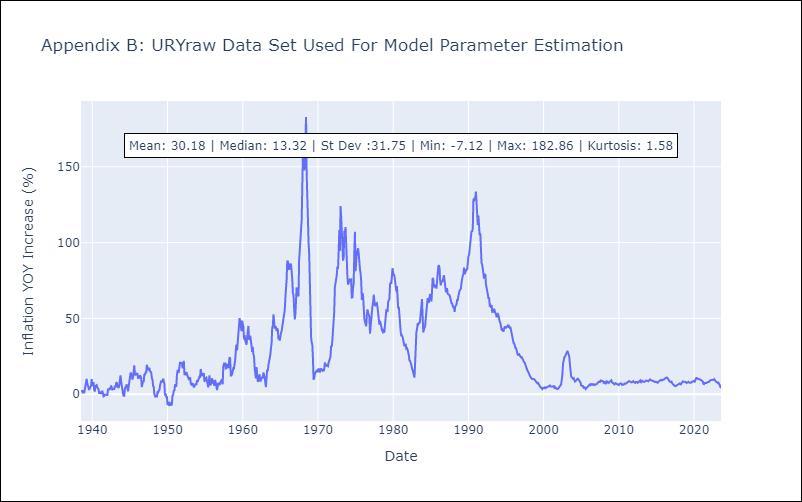 Appendix B: URYraw Data Set Used For Model Parameter Estimation
Mean: 30.18 | Median: 13.32 | St Dev :31.75 | Min: -7.12 | Max: 182.86 | Kurtosis: 1.58
150
100
50
0
Inflation YOY Increase (%)
1940 1950 1960 1970 1980 1990 2000 2010 2020
Date